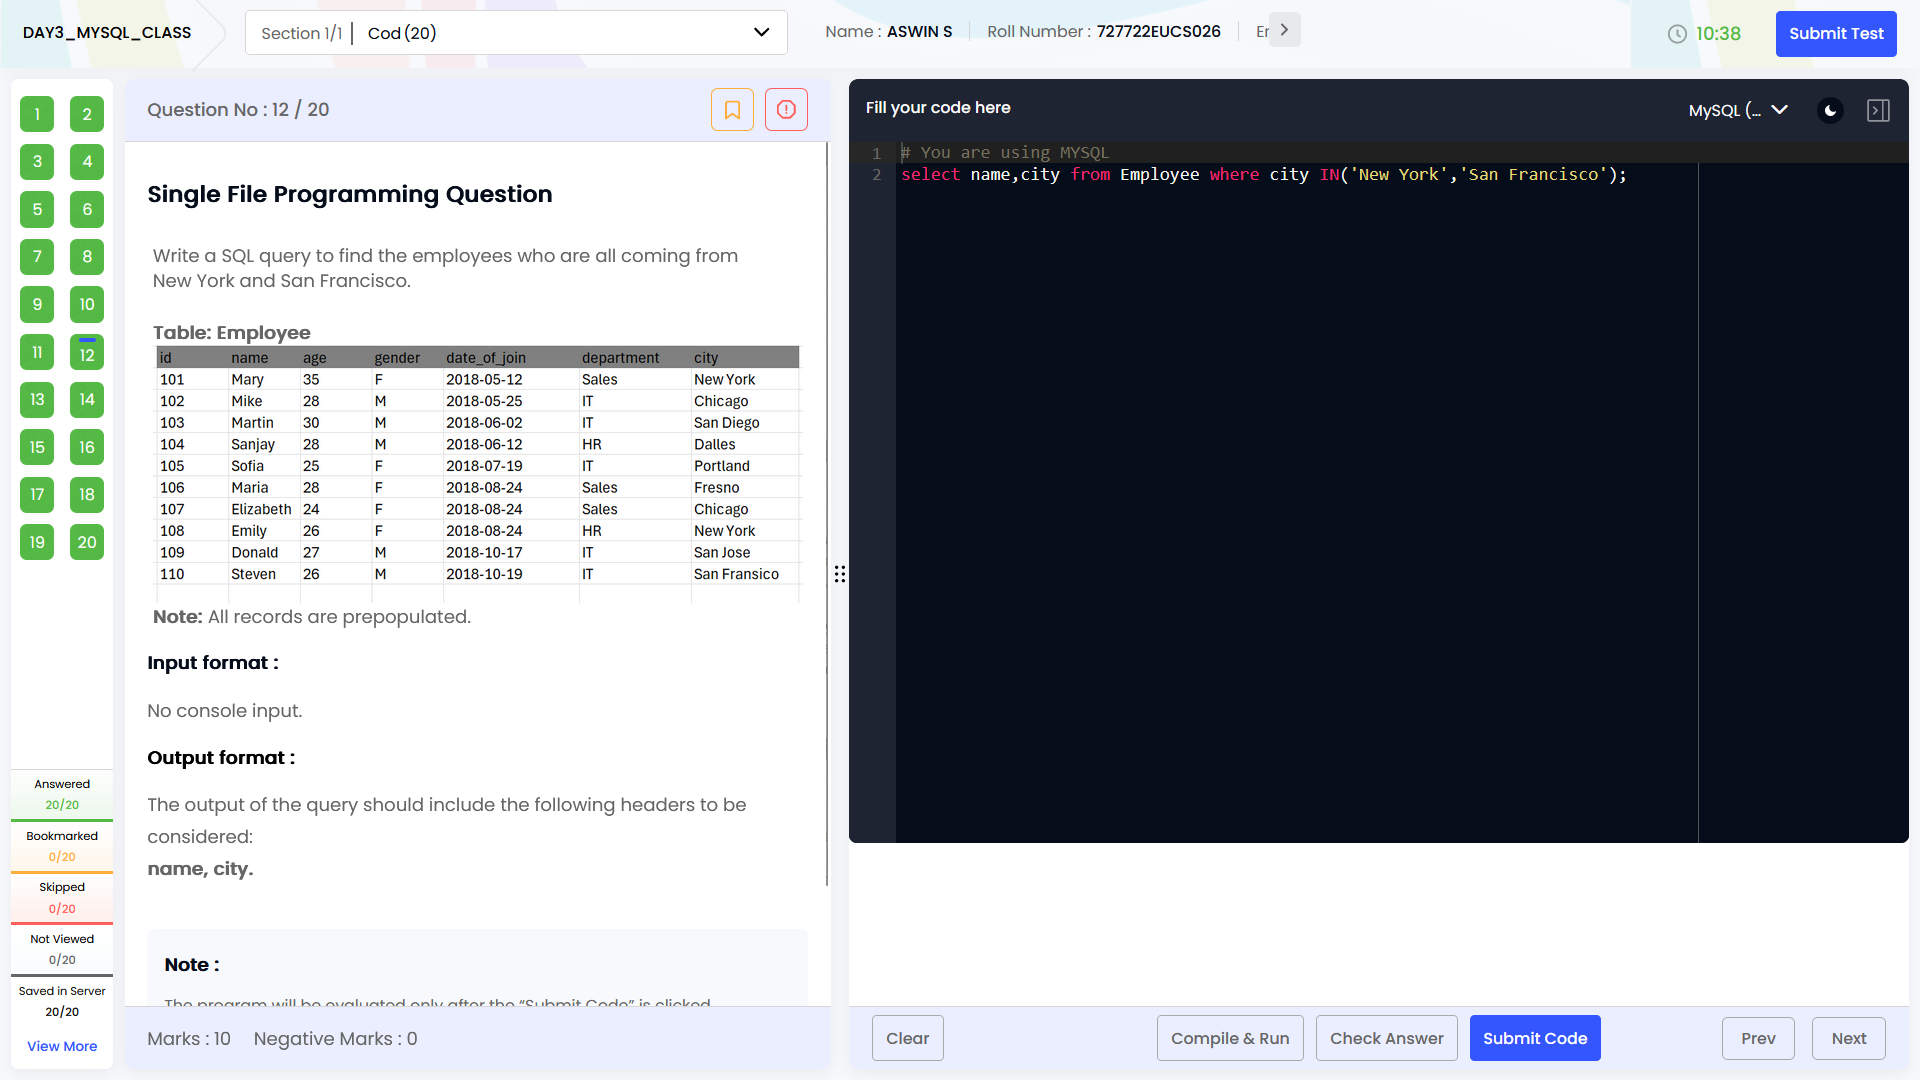 DAY3_MYSQL_CLASS
Section 1/1 | Cod (20)
Name : ASWIN S
Roll Number : 727722EUCS026
10:38
Submit Test
1 2
3 4
5 6
7 8
9 10
11 12
13 14
15 16
17 18
19 20
Answered
20/20
Bookmarked
0/20
Skipped
0/20
Not Viewed
0/20
Saved in Server
20/20
View More
Question No : 12 / 20
Single File Programming Question
Write a SQL query to find the employees who are all coming from
New York and San Francisco.
Table: Employee
id name age gender date_of_join department city
101 Mary 35 F 2018-05-12 Sales New York
102 Mike 28 M 2018-05-25 IT Chicago
103 Martin 30 M 2018-06-02 IT San Diego
104 Sanjay 28 M 2018-06-12 HR Dalles
105 Sofia 25 F 2018-07-19 IT Portland
106 Maria 28 F 2018-08-24 Sales Fresno
107 Elizabeth 24 F 2018-08-24 Sales Chicago
108 Emily 26 F 2018-08-24 HR New York
109 Donald 27 M 2018-10-17 IT San Jose
110 Steven 26 M 2018-10-19 IT San Fransico
Note: All records are prepopulated.
Input format :
No console input.
Output format :
The output of the query should include the following headers to be
considered:
name, city.
Note :
The program will be evaluated only after the “Submit Code” is clicked
Marks : 10 Negative Marks : 0
Fill your code here
MySQL (...
1 # You are using MYSQL
2 select name,city from Employee where city IN('New York','San Francisco');
Clear
Compile & Run
Check Answer
Submit Code
Prev
Next